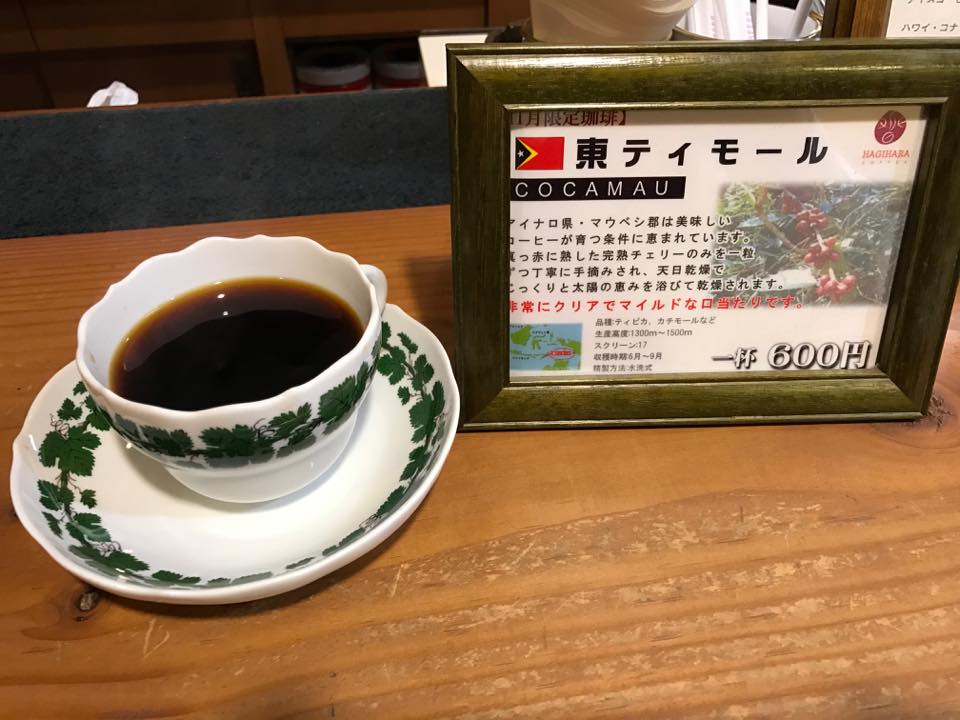 ハワイ・コナ
1月限定珈琲】
東ティモール
HAGIHARA
COFFEE
COCAMAU
アイナロ県・マウベシ郡は美味しい
コーヒーが育つ条件に恵まれています。
真っ赤に熟した完熟チェリーのみを一粒
ずつ丁寧に手摘みされ、天日乾燥で
じっくりと太陽の恵みを浴びて乾燥されます。
非常にクリアでマイルドな口当たりです。
品種:ティピカ、カチモールなど
生産高度:1300m〜1500m
スクリーン:17
収穫時期:6月〜9月
精製方法:水洗式
一杯 600円